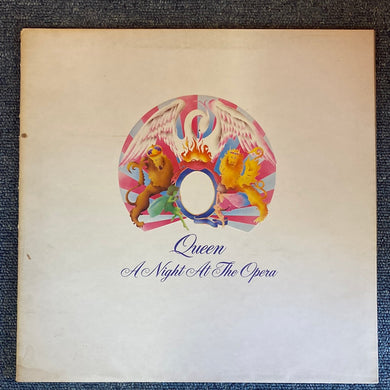 Queen
A Night At The Opera